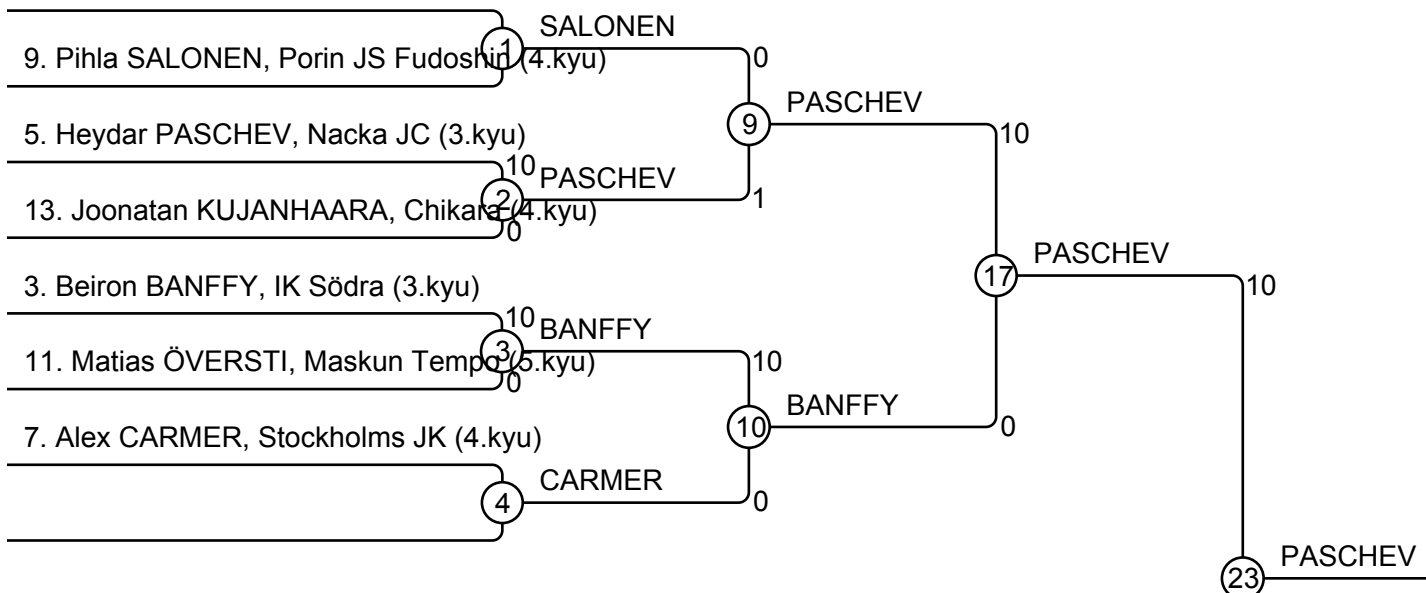 SALONEN
1
9. Pihla SALONEN, Porin JS Fudoshin (4.kyu)
0
PASCHEV
9
10
5. Heydar PASCHEV, Nacka JC (3.kyu)
10
PASCHEV
2
1
13. Joonatan KUJANHAARA, Chikara (4.kyu)
0
PASCHEV
17
10
3. Beiron BANFFY, IK Södra (3.kyu)
10
BANFFY
3
10
11. Matias ÖVERSTI, Maskun Tempo (5.kyu)
0
BANFFY
10
0
7. Alex CARMER, Stockholms JK (4.kyu)
CARMER
4
0
PASCHEV
23